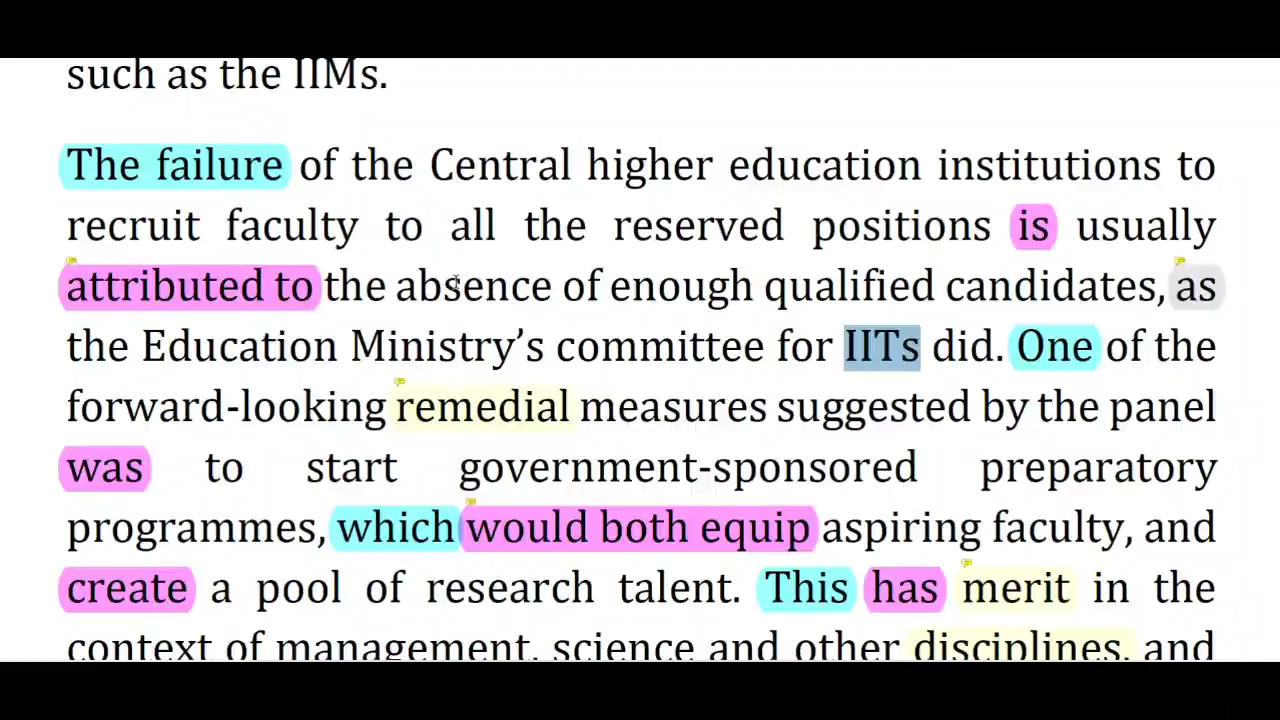 such as the IIMs.
The failure of the Central higher education institutions to
recruit faculty to all the reserved positions is usually
attributed to the absence of enough qualified candidates, as
the Education Ministry’s committee for IITs did. One of the
forward-looking remedial measures suggested by the panel
was to start government-sponsored preparatory
programmes, which would both equip aspiring faculty, and
create a pool of research talent. This has merit in the
context of management, science and other disciplines, and